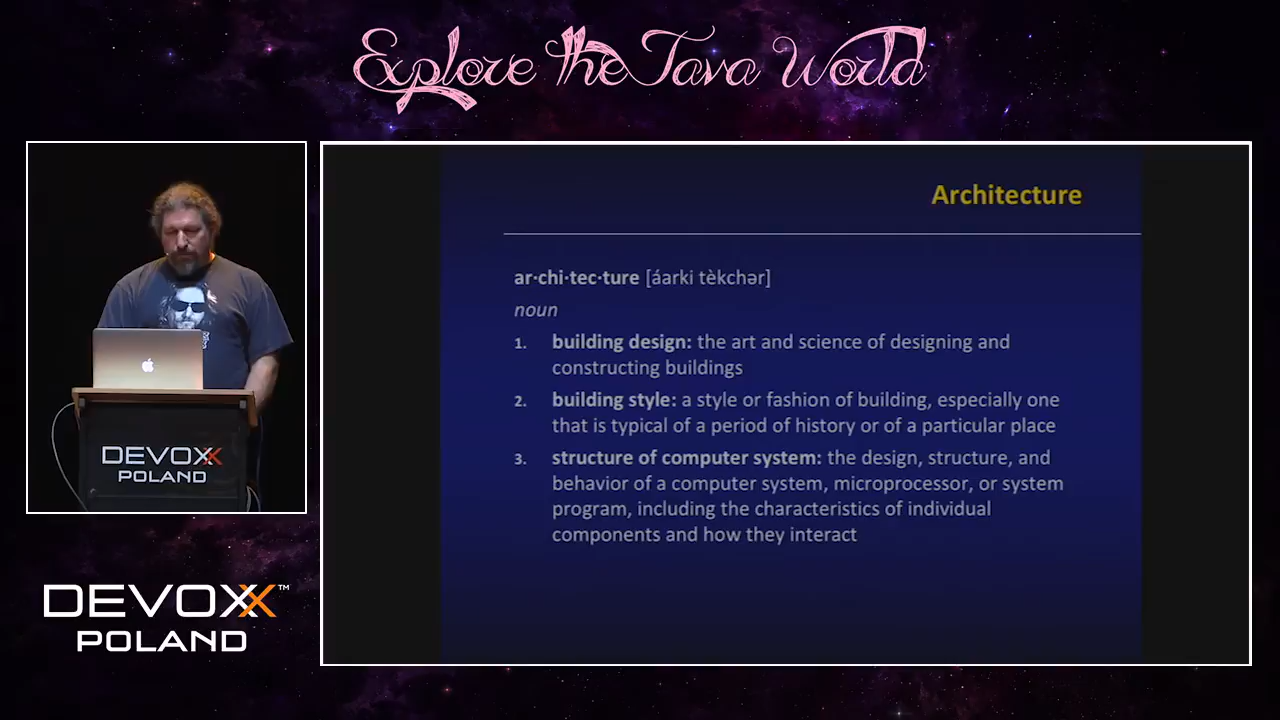 Explore the Java World
Architecture
ar·chi·tec·ture [áarki tèkchər]
noun
1. building design: the art and science of designing and
constructing buildings
2. building style: a style or fashion of building, especially one
that is typical of a period of history or of a particular place
3. structure of computer system: the design, structure, and
behavior of a computer system, microprocessor, or system
program, including the characteristics of individual
components and how they interact
DEVOXX
POLAND
DEVOXX™
POLAND